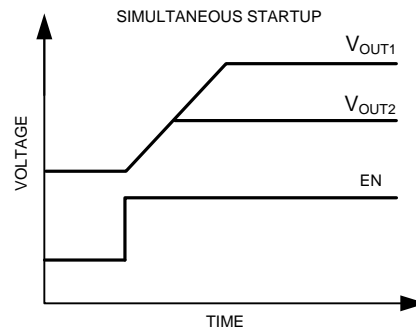 SIMULTANEOUS STARTUP
VOUT1
VOUT2
EN
VOLTAGE
TIME